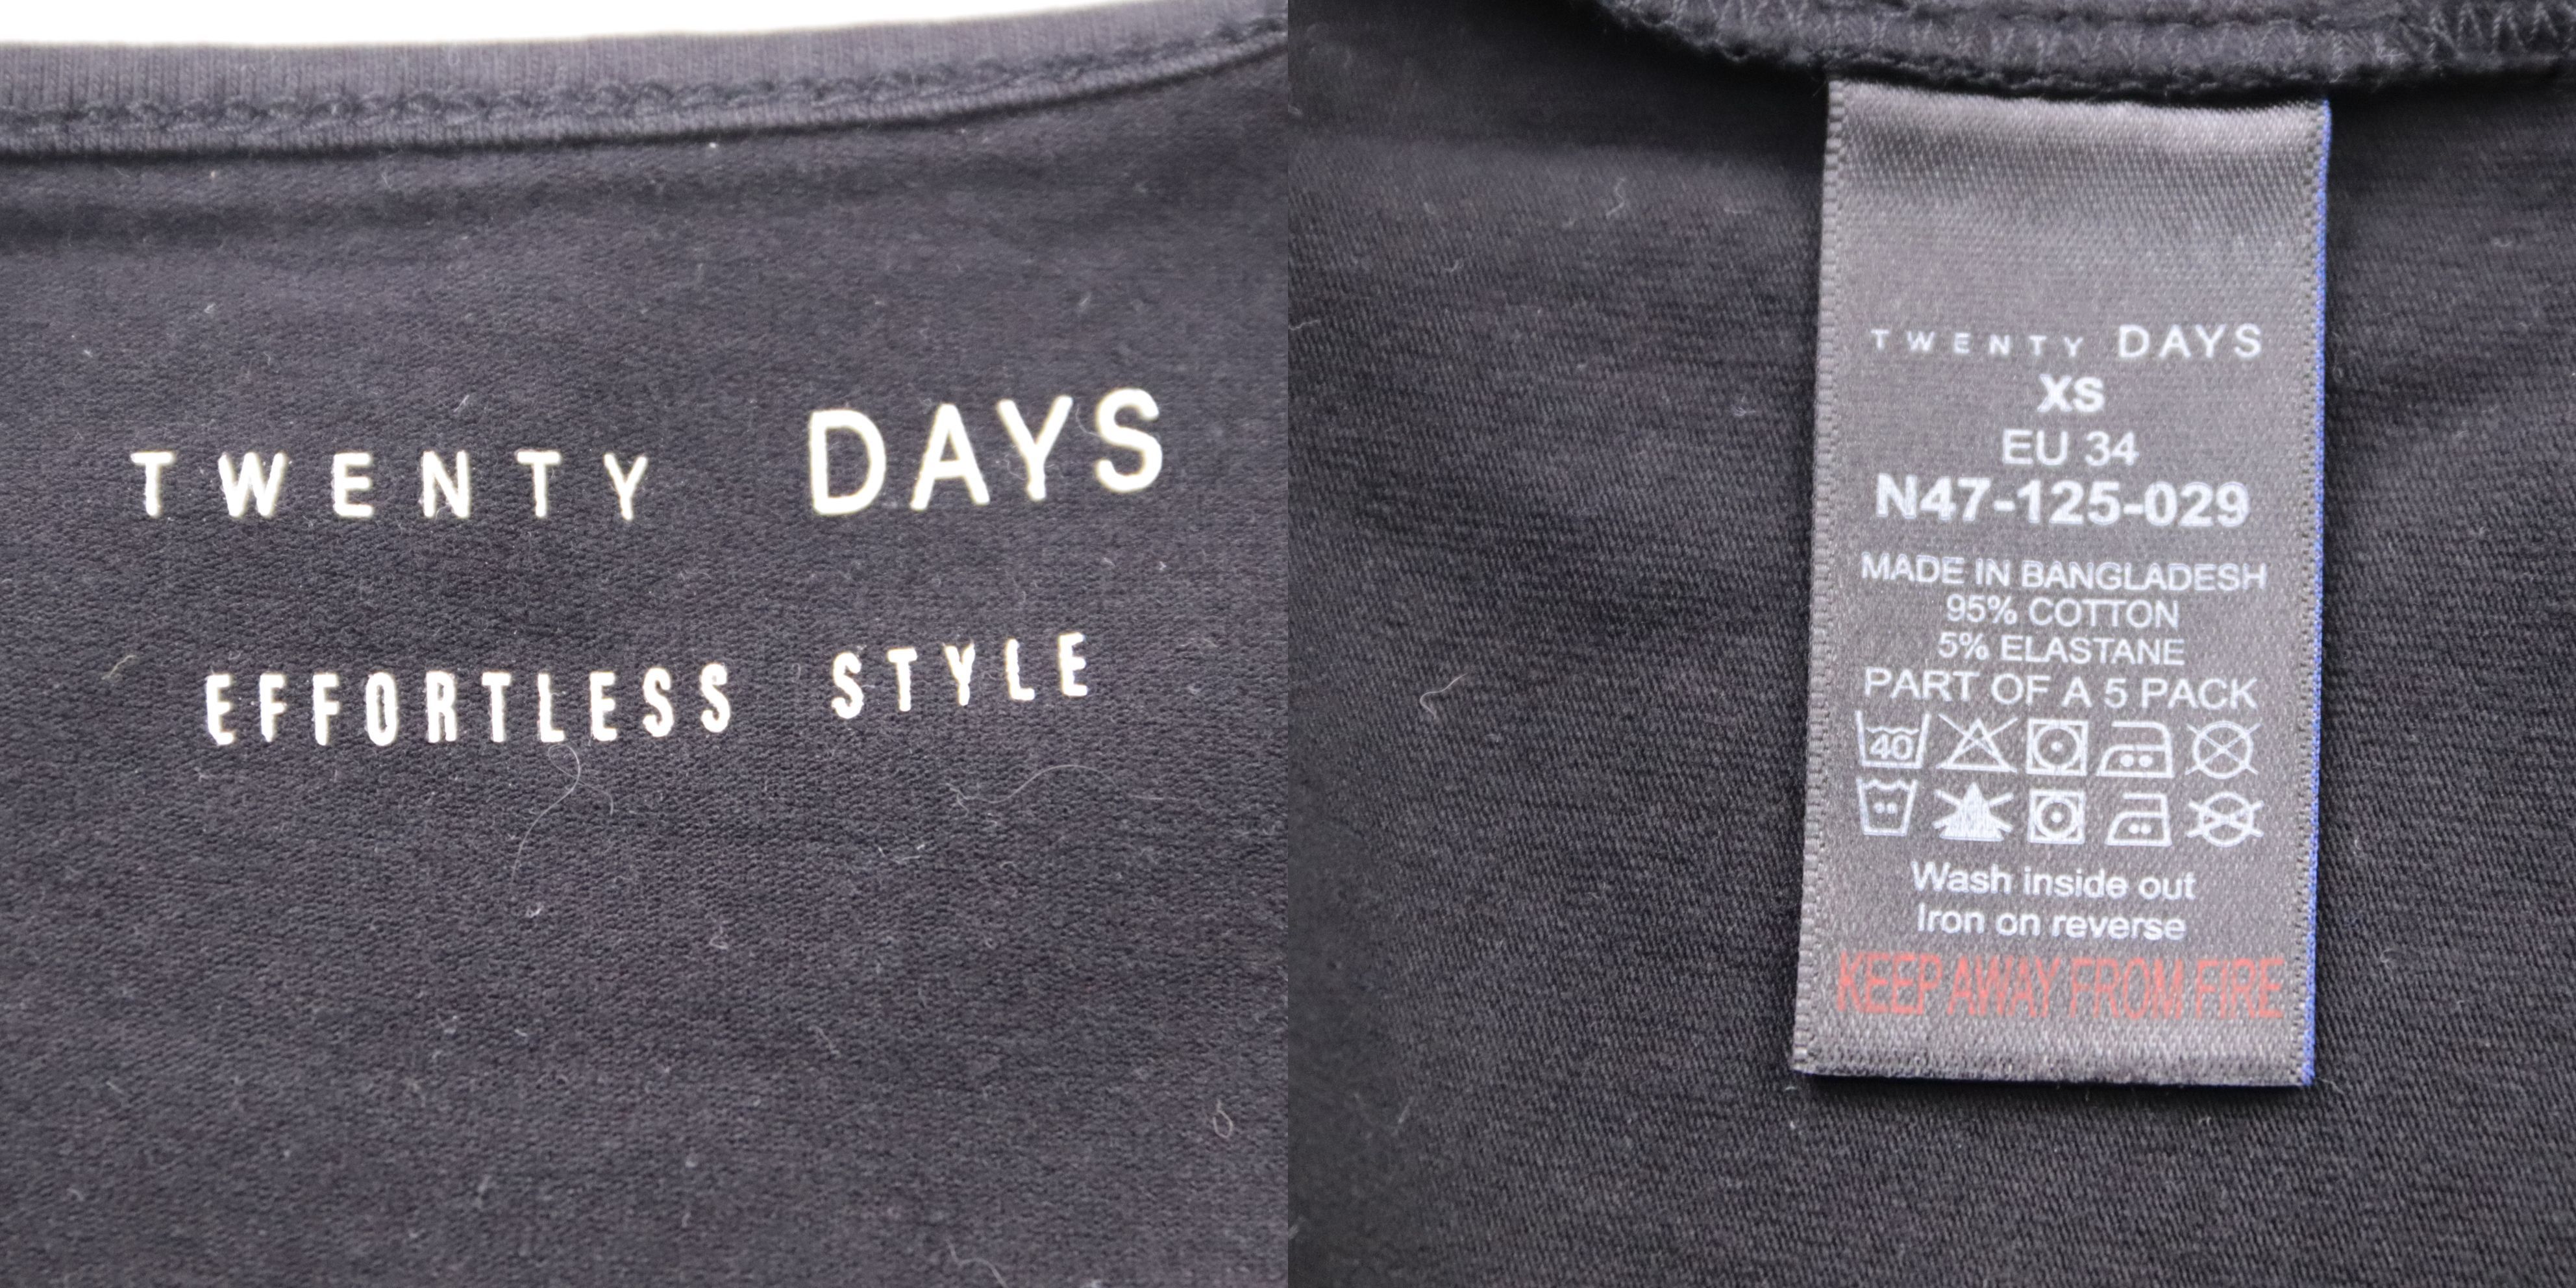 TWENTY DAYS
EFFORTLESS STYLE
TWENTY DAYS
XS
EU 34
N47-125-029
MADE IN BANGLADESH
95% COTTON
5% ELASTANE
PART OF A 5 PACK
40
Wash inside out
Iron on reverse
KEEP AWAY FROM FIRE